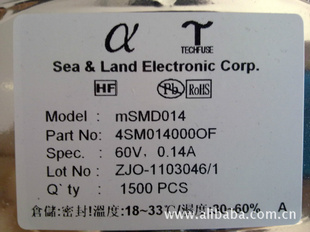 α T
TECHFUSE
Sea & Land Electronic Corp.
HF Pb RoHS
Model : mSMD014
Part No: 4SM014000OF
Spec. : 60V, 0.14A
Lot No : ZJO-1103046/1
Q`ty : 1500 PCS
倉儲:密封!溫度:18~33℃/濕度:30~60% A
alibaba.com.cn